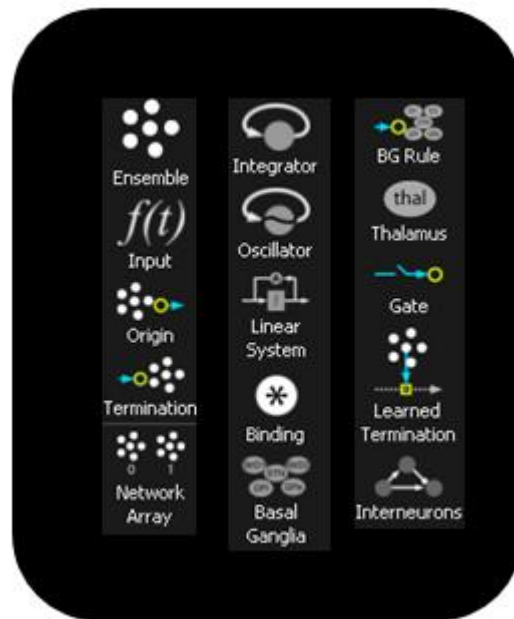 Ensemble
f(t)
Input
Origin
Termination
0 1
Network
Array
Integrator
Oscillator
Linear
System
Binding
Basal
Ganglia
BG Rule
thal
Thalamus
Gate
Learned
Termination
Interneurons